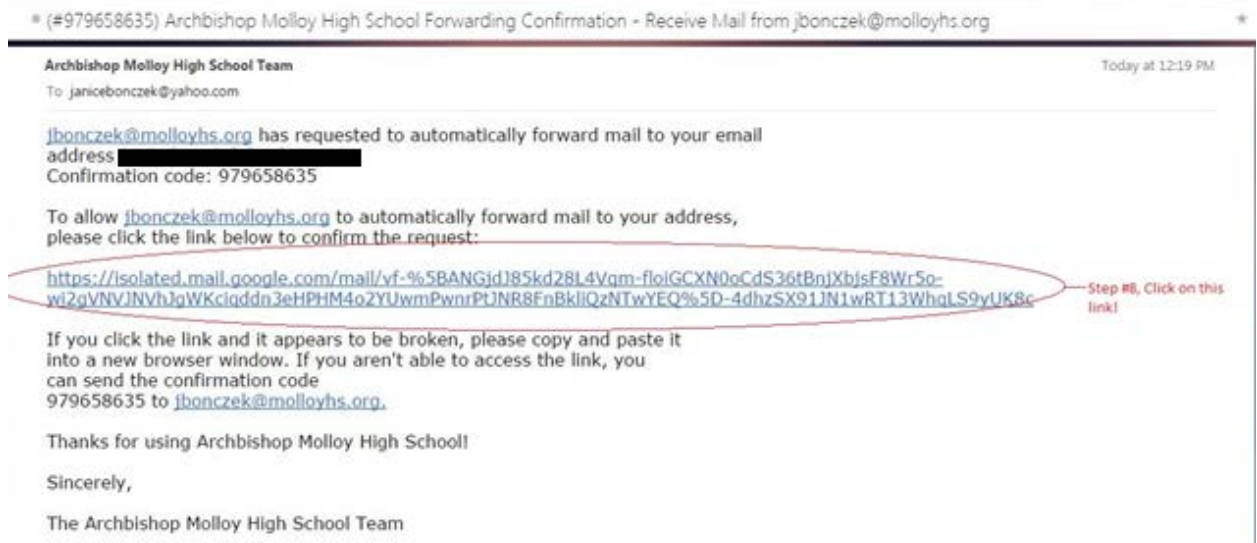 (#979658635) Archbishop Molloy High School Forwarding Confirmation - Receive Mail from jbonczek@molloyhs.org
Archbishop Molloy High School Team
Today at 12:19 PM
To janicebonczek@yahoo.com
jbonczek@molloyhs.org has requested to automatically forward mail to your email
address
Confirmation code: 979658635
To allow jbonczek@molloyhs.org to automatically forward mail to your address,
please click the link below to confirm the request:
https://isolated.mail.google.com/mail/vf-%5BANGjdJ85kd28L4Vqm-floiGCXN0oCdS36tBnjXbjsF8Wr5o-
wi2gVNVJNVhJgWKciqddn3eHPHM4o2YUwmPwnrPtJNR8FnBkliQzNTwYEQ%5D-4dhzSX91JN1wRT13WhqLS9yUK8c
Step #8, Click on this
link!
If you click the link and it appears to be broken, please copy and paste it
into a new browser window. If you aren't able to access the link, you
can send the confirmation code
979658635 to jbonczek@molloyhs.org.
Thanks for using Archbishop Molloy High School!
Sincerely,
The Archbishop Molloy High School Team